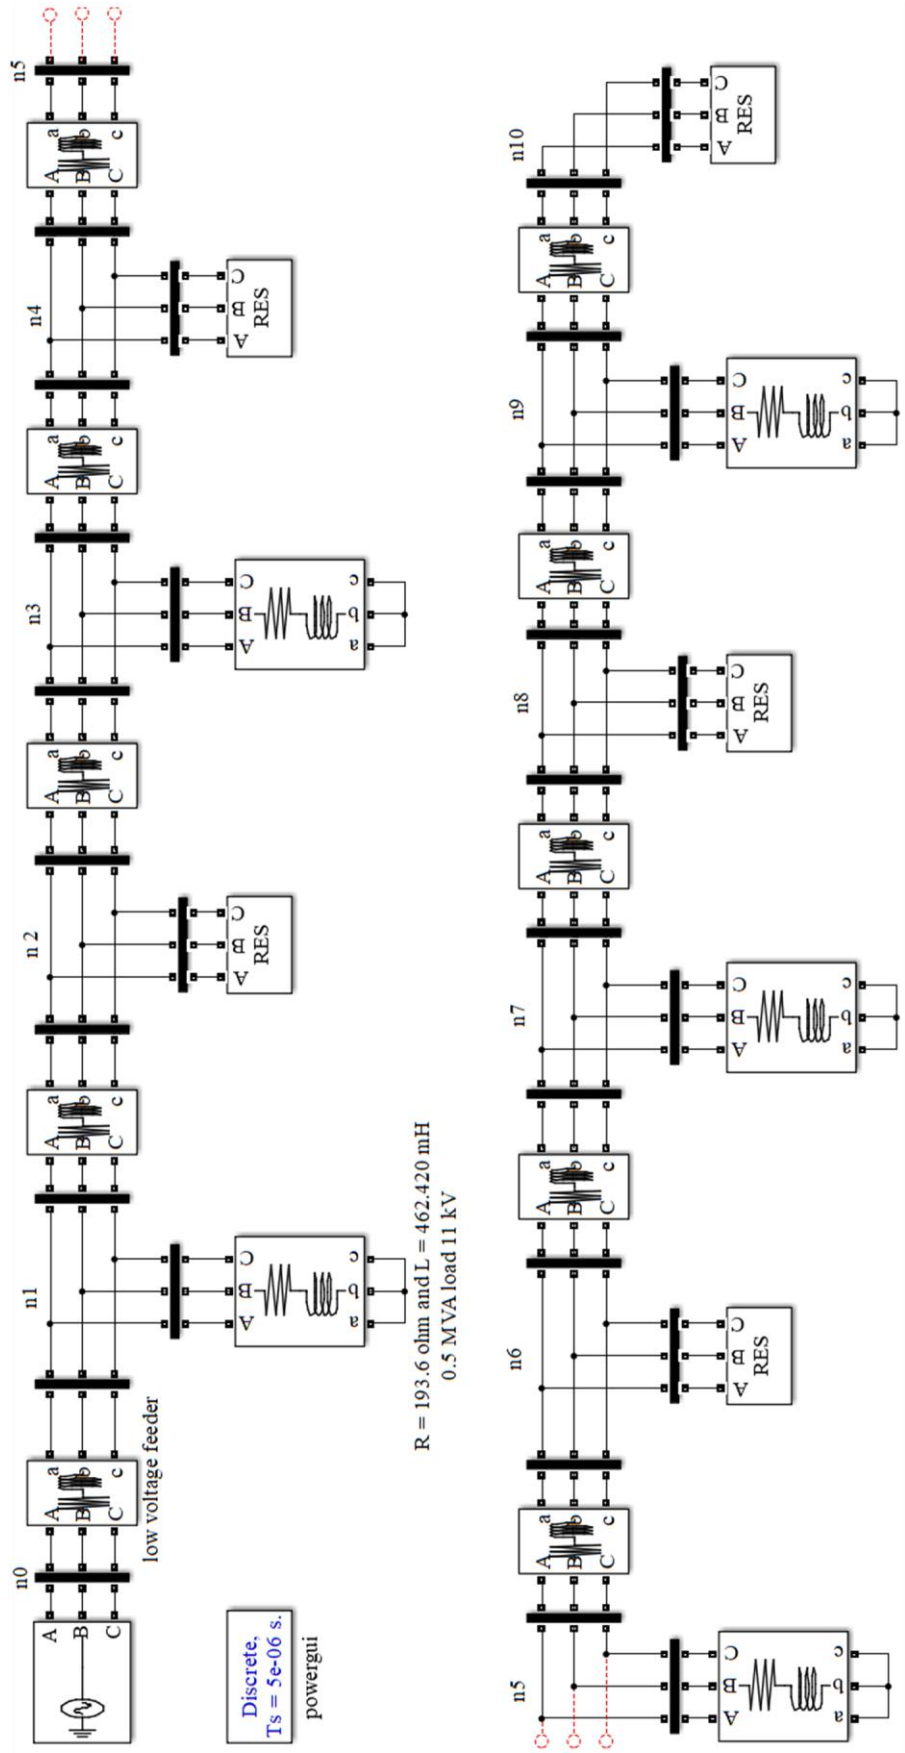 n0 n1 n 2 n3 n4 n5
A A a A a A a A a A a
B B b B b B b B b B b
C C c C c C c C c C c
low voltage feeder
A B C A B C A B C A B C
RES RES
a b c a b c
Discrete,
Ts = 5e-06 s.
powergui
R = 193.6 ohm and L = 462.420 mH
0.5 MVA load 11 kV
n5 n6 n7 n8 n9 n10
A a A a A a A a A a
B b B b B b B b B b
C c C c C c C c C c
A B C A B C A B C A B C A B C A B C
RES RES RES
a b c a b c a b c